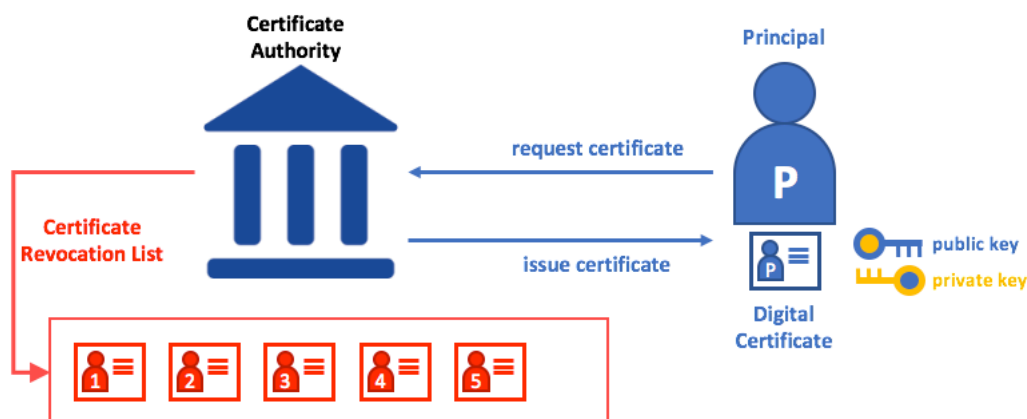 Certificate
Authority
Principal
request certificate
P
Certificate
Revocation List
issue certificate
P
public key
private key
Digital
Certificate
1
2
3
4
5